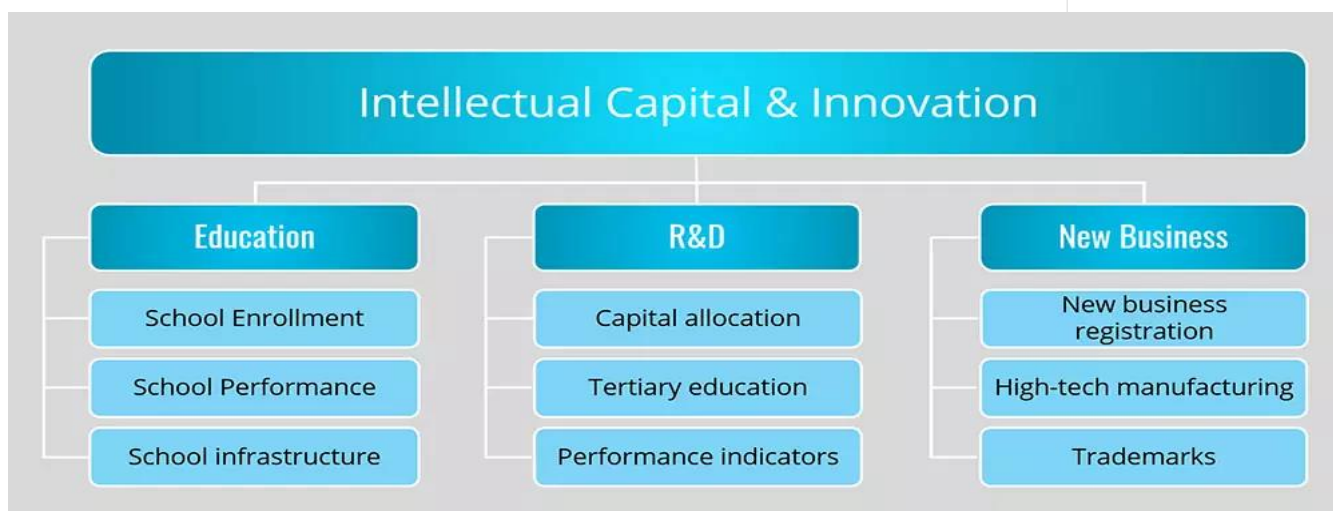 Intellectual Capital & Innovation
Education
School Enrollment
School Performance
School infrastructure
R&D
Capital allocation
Tertiary education
Performance indicators
New Business
New business
registration
High-tech manufacturing
Trademarks